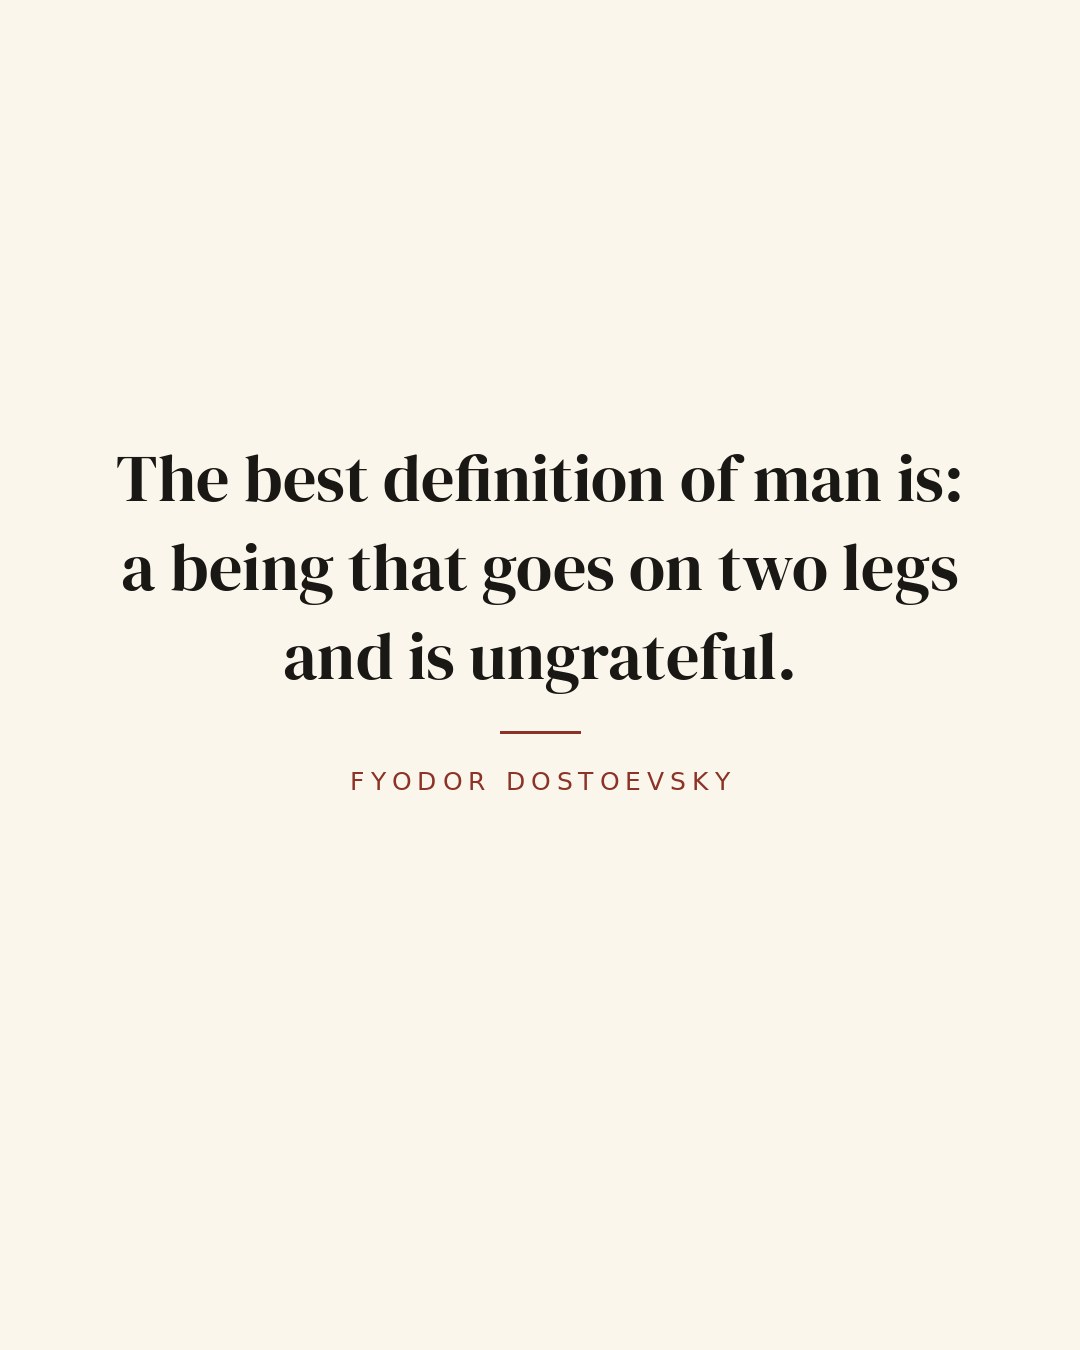 The best definition of man is:
a being that goes on two legs
and is ungrateful.
FYODOR DOSTOEVSKY